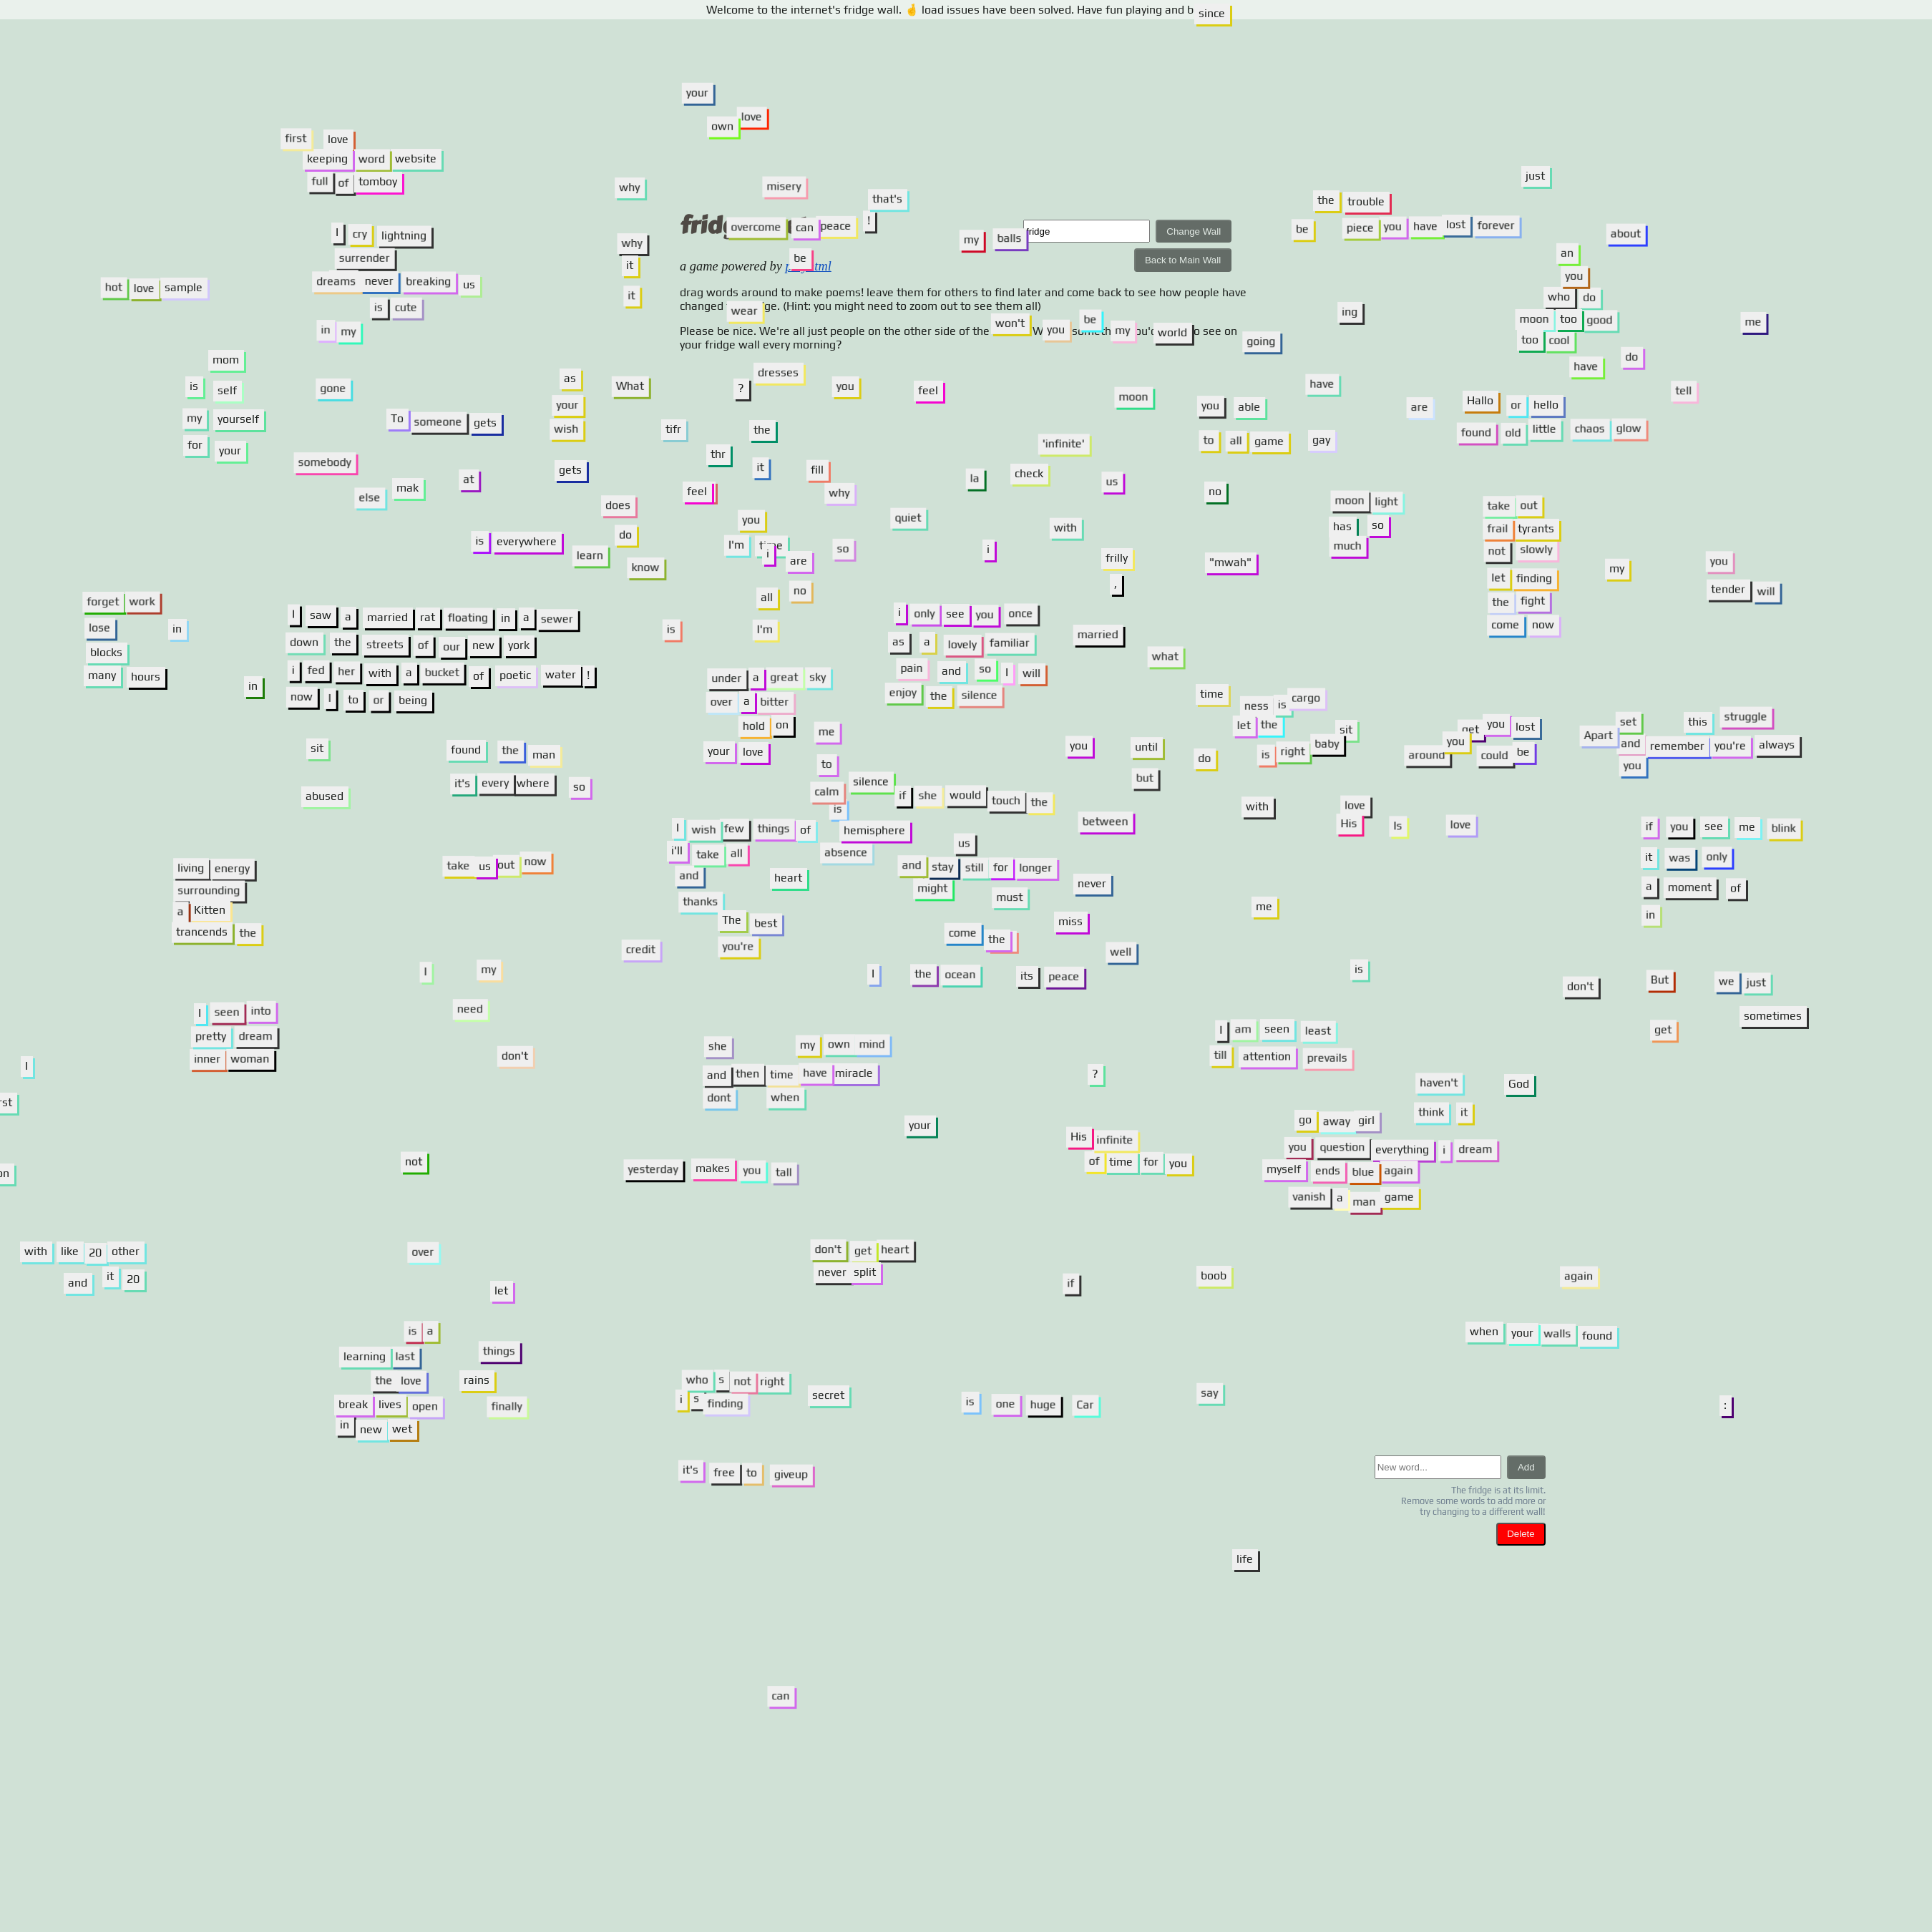 Welcome to the internet's fridge wall. 🤞 load issues have been solved. Have fun playing and b
since
your
own love
first love
keeping word website
full of tomboy
why
misery
that's
just
the trouble
be piece you have lost forever
about
overcome can peace !
my balls
fridge
Change Wall
Back to Main Wall
a game powered by
be
I cry lightning
surrender
dreams never breaking us
is cute
in my
why
it
it
hot love sample
an
you
who do
moon too good
too cool
have
do
me
drag words around to make poems! leave them for others to find later and come back to see how people have
changed
(Hint: you might need to zoom out to see them all)
wear
Please be nice. We're all just people on the other side of the
to see on
your fridge wall every morning?
won't you be my world
going
ing
mom
is self
my yourself
for your
gone
as
your
wish
What
?
dresses
you
feel
moon
you able
have
are
Hallo or hello
tell
To someone gets
tifr
the
'infinite'
to all game gay
found old little chaos glow
somebody
else mak
at
gets
thr
it
fill
why
la
check
us
no
feel
does
do
you
quiet
with
moon light
has so
much
take out
frail tyrants
not slowly
let finding
the fight
come now
is everywhere
learn
know
I'm
i
are
so
i
frilly
,
"mwah"
my
you
tender will
forget work
lose in
blocks
many hours
in
I saw a married rat floating in a sewer
down the streets of our new york
i fed her with a bucket of poetic water !
now I to or being
all
no
is
I'm
i only see you once
as a lovely familiar
pain and so I will
enjoy the silence
married
what
under a great sky
over a bitter
hold on
your love
me
to
calm
silence
is
time
ness is cargo
let the
is right baby
sit
get you lost
you
around could be
set this struggle
Apart and remember you're always
you
sit
found the man
you
until
but
do
abused
it's every where so
if she would touch the
with
love
His
Is
love
I wish few things of
hemisphere
i'll take all
and
thanks
absence
heart
between
us
and stay still for longer
might
must
never
if you see me blink
it was only
a moment of
in
living energy
surrounding
a Kitten
trancends the
take us out now
The best
you're
credit
come the
miss
well
me
I
my
need
I
the ocean
its peace
is
don't
But
we just
sometimes
get
I seen into
pretty dream
inner woman
I
don't
she
my own mind
and then time have miracle
dont when
?
I am seen least
till attention prevails
haven't
God
think it
rst
your
go away girl
you question everything i dream
myself ends blue again
vanish a man game
His infinite
of time for you
not
yesterday makes you tall
on
with like 20 other
and it 20
over
let
don't get heart
never split
if
boob
again
is a
learning last
the love
break lives open
in new wet
things
rains
finally
when your walls found
who s not right
i s finding
secret
is one huge Car
say
:
it's free to giveup
New word...
Add
The fridge is at its limit.
Remove some words to add more or
try changing to a different wall!
Delete
life
can